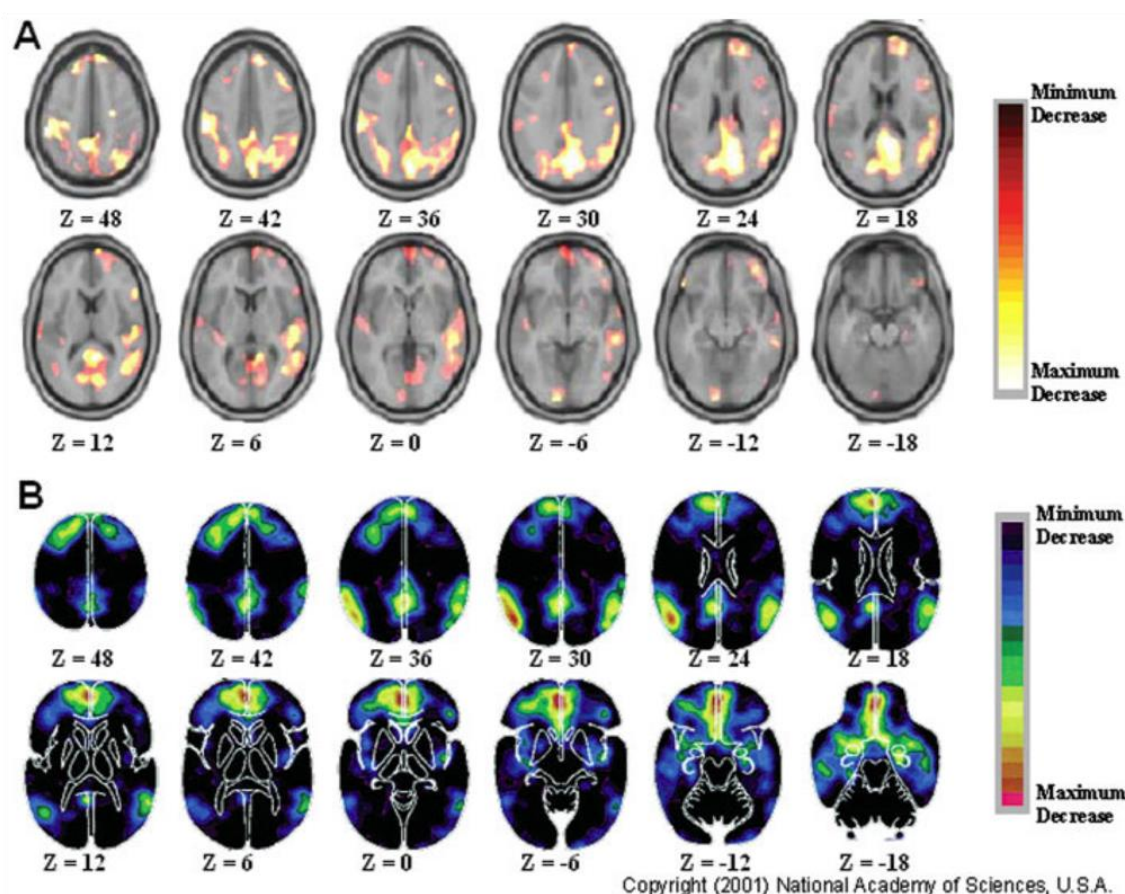 A
Minimum
Decrease
Z = 48
Z = 42
Z = 36
Z = 30
Z = 24
Z = 18
Maximum
Decrease
Z = 12
Z = 6
Z = 0
Z = -6
Z = -12
Z = -18
B
Minimum
Decrease
Z = 48
Z = 42
Z = 36
Z = 30
Z = 24
Z = 18
Maximum
Decrease
Z = 12
Z = 6
Z = 0
Z = -6
Z = -12
Z = -18
Copyright (2001) National Academy of Sciences, U.S.A.